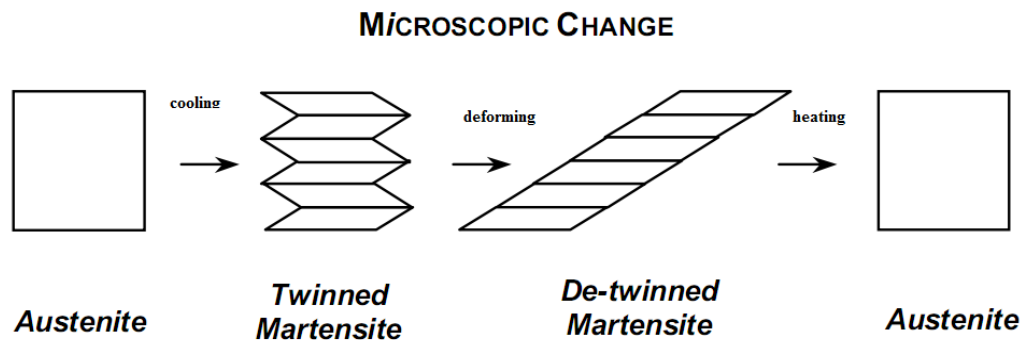 MiCROSCOPIC CHANGE
cooling
deforming
heating
Austenite
Twinned
Martensite
De-twinned
Martensite
Austenite